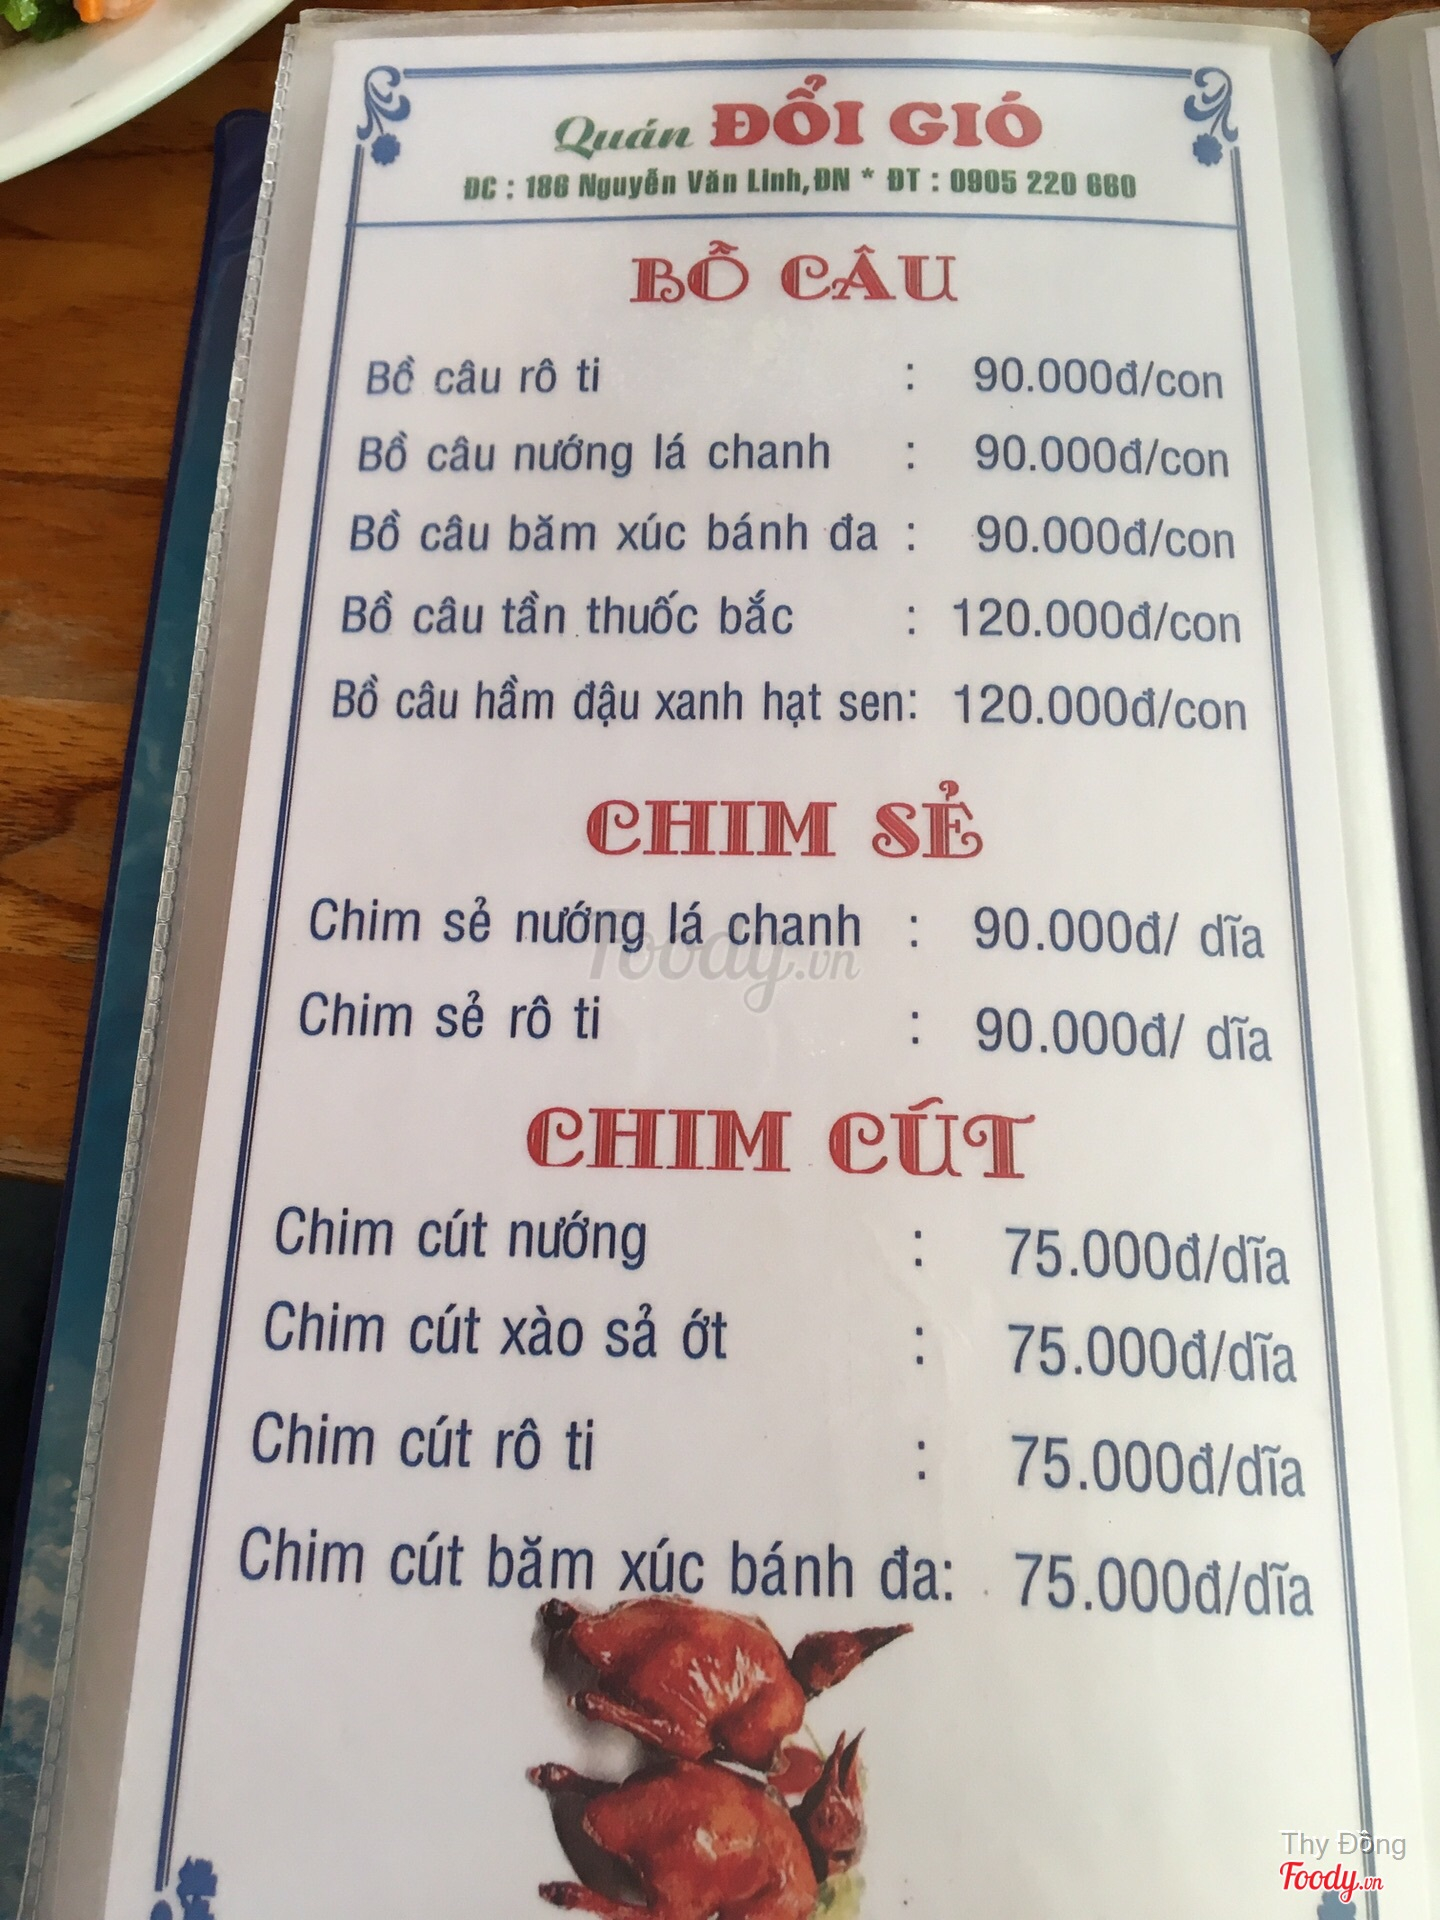 Quán ĐỔI GIÓ
ĐC : 186 Nguyễn Văn Linh, ĐN * ĐT : 0905 220 660
BỒ CÂU
Bồ câu rô ti : 90.000đ/con
Bồ câu nướng lá chanh : 90.000đ/con
Bồ câu băm xúc bánh đa : 90.000đ/con
Bồ câu tần thuốc bắc : 120.000đ/con
Bồ câu hầm đậu xanh hạt sen: 120.000đ/con
CHIM SẺ
Chim sẻ nướng lá chanh : 90.000đ/ dĩa
Foody.vn
Chim sẻ rô ti : 90.000đ/ dĩa
CHIM CÚT
Chim cút nướng : 75.000đ/dĩa
Chim cút xào sả ớt : 75.000đ/dĩa
Chim cút rô ti : 75.000đ/dĩa
Chim cút băm xúc bánh đa: 75.000đ/dĩa
Thy Đồng
Foody.vn